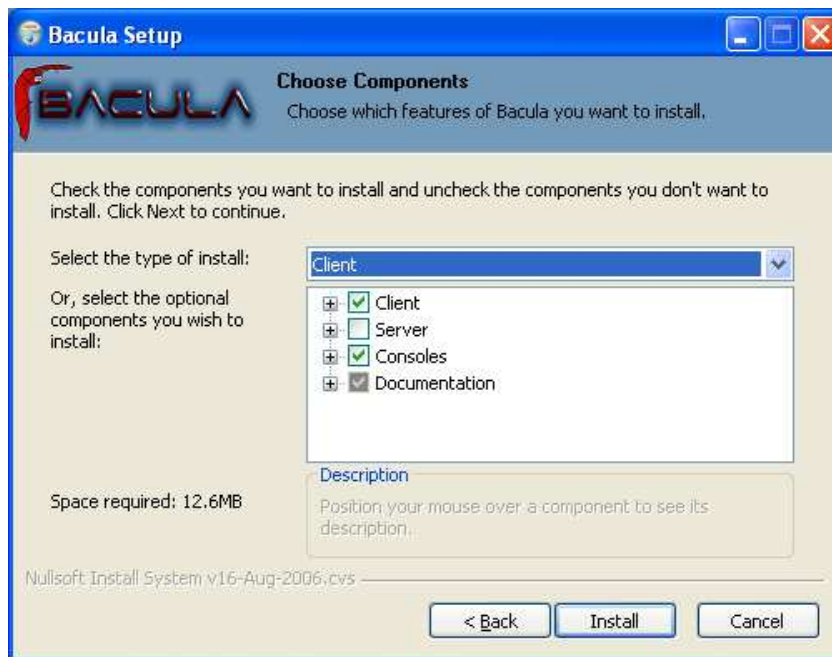 Bacula Setup
BACULA
Choose Components
Choose which features of Bacula you want to install.
Check the components you want to install and uncheck the components you don't want to
install. Click Next to continue.
Select the type of install:
Client
Or, select the optional
components you wish to
install:
Client
Server
Consoles
Documentation
Space required: 12.6MB
Description
Position your mouse over a component to see its
description.
Nullsoft Install System v16-Aug-2006.cvs
< Back
Install
Cancel